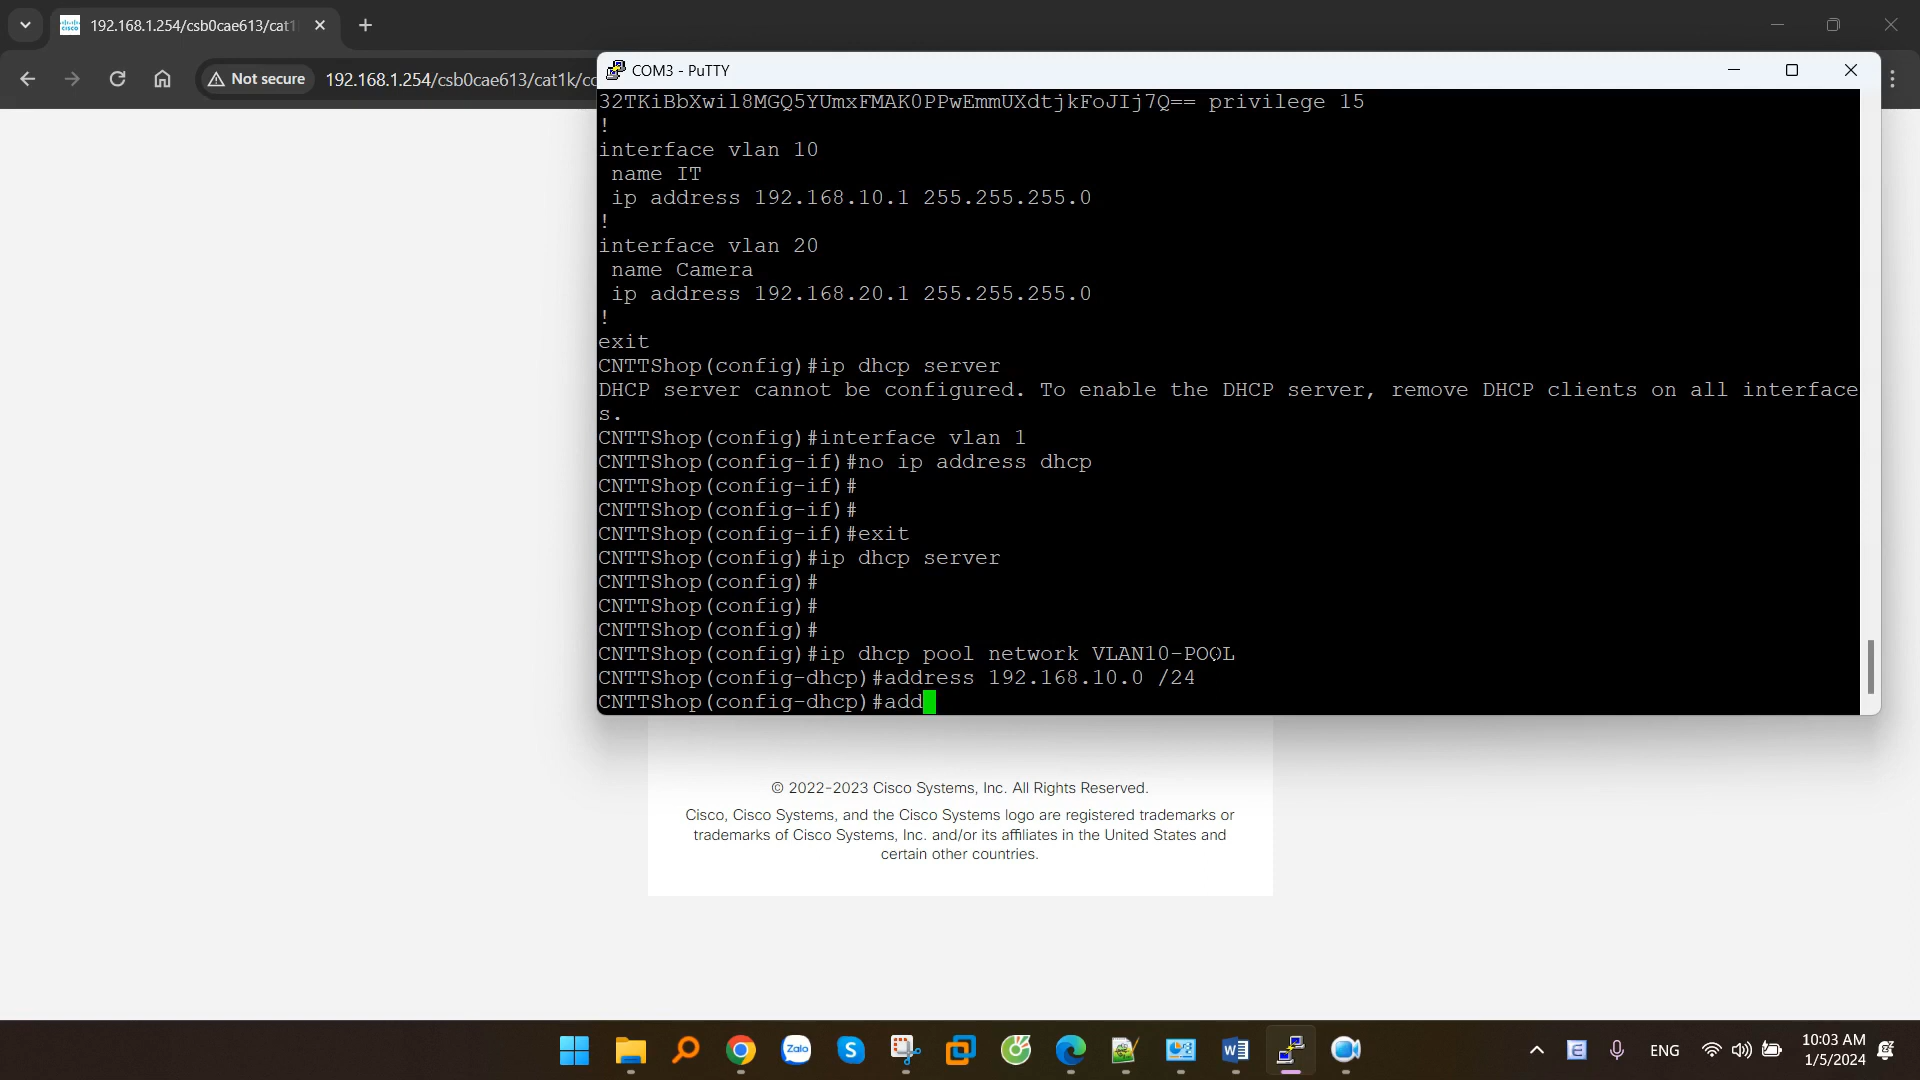 192.168.1.254/csb0cae613/cat1
Not secure
192.168.1.254/csb0cae613/cat1k/co
COM3 - PuTTY
32TKiBbXwil8MGQ5YUmxFMAK0PPwEmmUXdtjkFoJIj7Q== privilege 15
!
interface vlan 10
name IT
ip address 192.168.10.1 255.255.255.0
!
interface vlan 20
name Camera
ip address 192.168.20.1 255.255.255.0
!
exit
CNTTShop(config)#ip dhcp server
DHCP server cannot be configured. To enable the DHCP server, remove DHCP clients on all interface
s.
CNTTShop(config)#interface vlan 1
CNTTShop(config-if)#no ip address dhcp
CNTTShop(config-if)#
CNTTShop(config-if)#
CNTTShop(config-if)#exit
CNTTShop(config)#ip dhcp server
CNTTShop(config)#
CNTTShop(config)#
CNTTShop(config)#
CNTTShop(config)#ip dhcp pool network VLAN10-POOL
CNTTShop(config-dhcp)#address 192.168.10.0 /24
CNTTShop(config-dhcp)#add
© 2022-2023 Cisco Systems, Inc. All Rights Reserved.
Cisco, Cisco Systems, and the Cisco Systems logo are registered trademarks or
trademarks of Cisco Systems, Inc. and/or its affiliates in the United States and
certain other countries.
Zalo
ENG
10:03 AM
1/5/2024